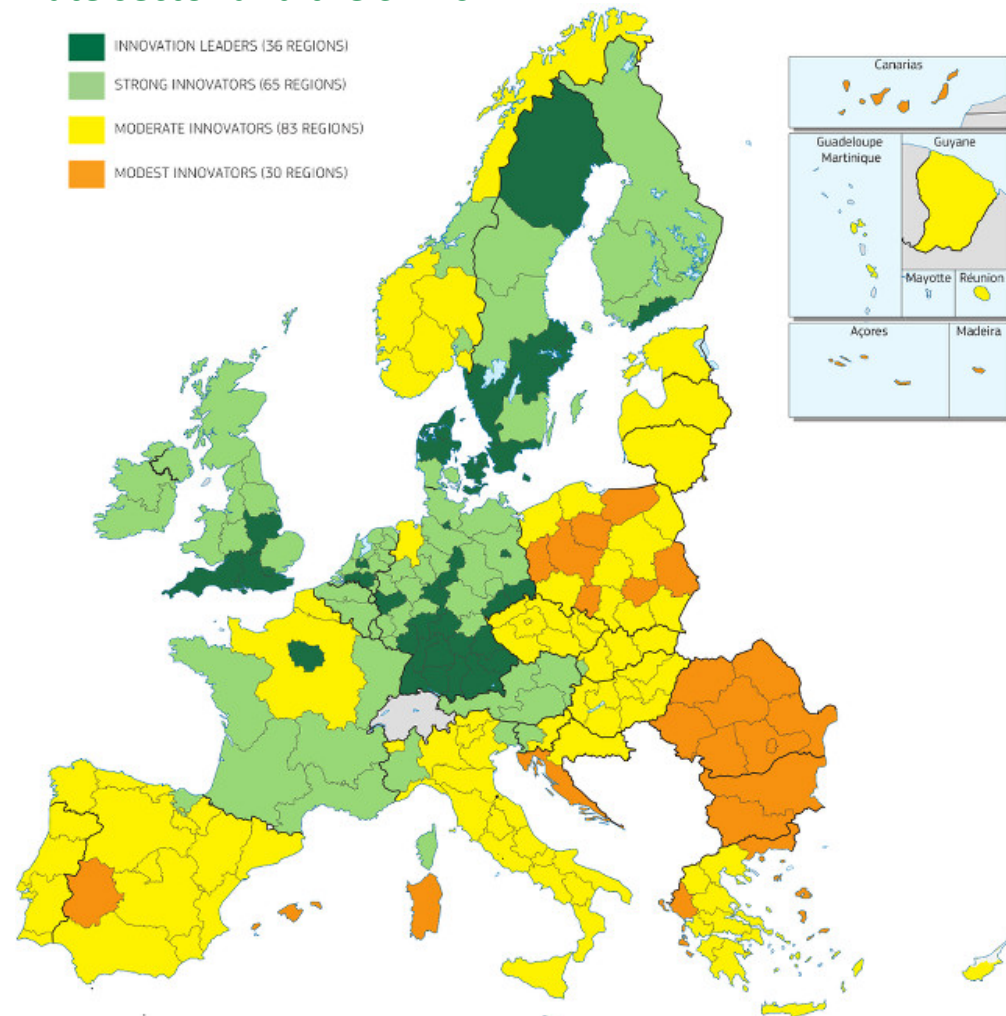 INNOVATION LEADERS (36 REGIONS)
STRONG INNOVATORS (65 REGIONS)
MODERATE INNOVATORS (83 REGIONS)
MODEST INNOVATORS (30 REGIONS)
Canarias
Guadeloupe
Martinique
Guyane
Mayotte
Réunion
Açores
Madeira